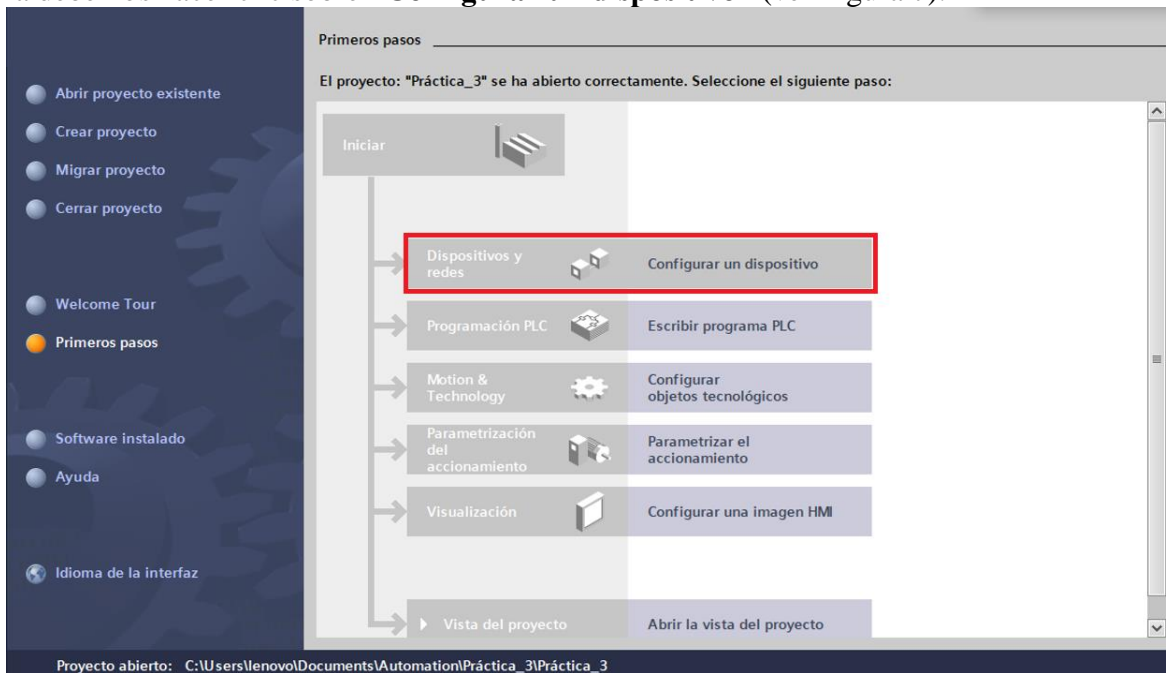 Primeros pasos
El proyecto: "Práctica_3" se ha abierto correctamente. Seleccione el siguiente paso:
Abrir proyecto existente
Crear proyecto
Migrar proyecto
Cerrar proyecto
Welcome Tour
Primeros pasos
Software instalado
Ayuda
Idioma de la interfaz
Iniciar
Dispositivos y
redes
Configurar un dispositivo
Programación PLC
Escribir programa PLC
Motion &
Technology
Configurar
objetos tecnológicos
Parametrización
del
accionamiento
Parametrizar el
accionamiento
Visualización
Configurar una imagen HMI
Vista del proyecto
Abrir la vista del proyecto
Proyecto abierto: C:\Users\lenovo\Documents\Automation\Práctica_3\Práctica_3